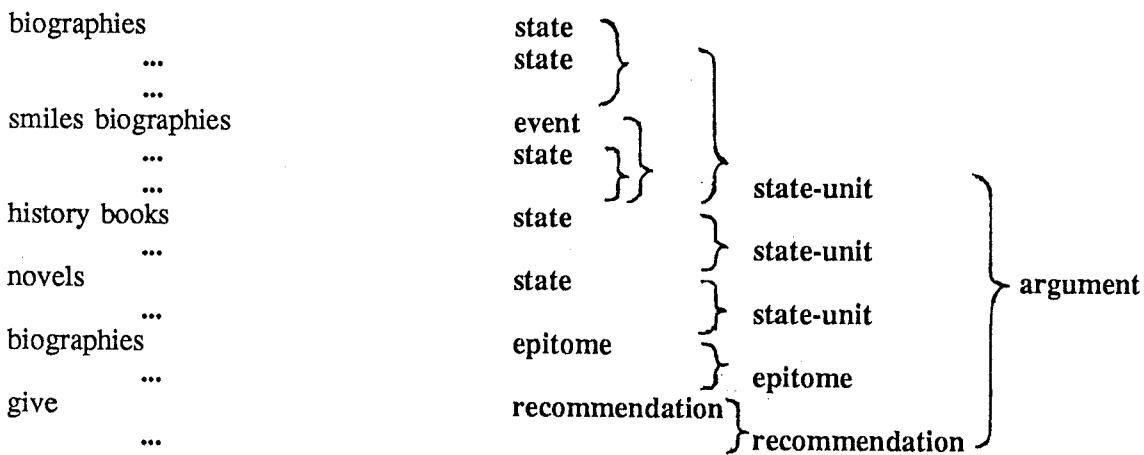 biographies state
... state
...
smiles biographies event
... state
... state-unit
history books state
... state-unit
novels state
argument
... state-unit
biographies epitome
... epitome
give recommendation
... recommendation